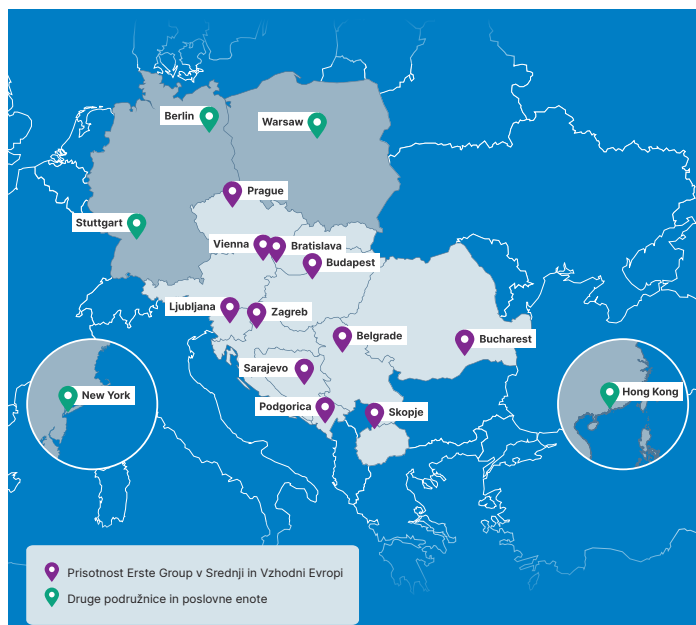 Berlin
Warsaw
Prague
Stuttgart
Vienna
Bratislava
Budapest
Ljubljana
Zagreb
Belgrade
Bucharest
Sarajevo
New York
Hong Kong
Podgorica
Skopje
Prisotnost Erste Group v Srednji in Vzhodni Evropi
Druge podružnice in poslovne enote